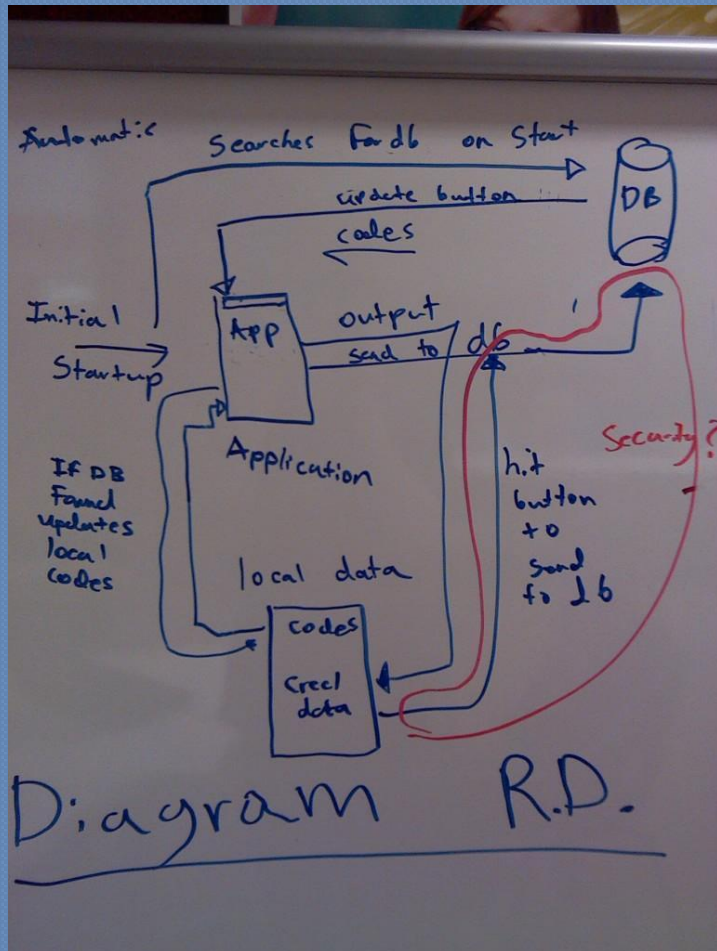 Automatic
Searches For db on Start
update button
codes
DB
Initial
Startup
App
output
send to db
Application
Security?
If DB
Found
updates
local
codes
hit
button
to
send
to db
local data
codes
Creel
data
Diagram R.D.